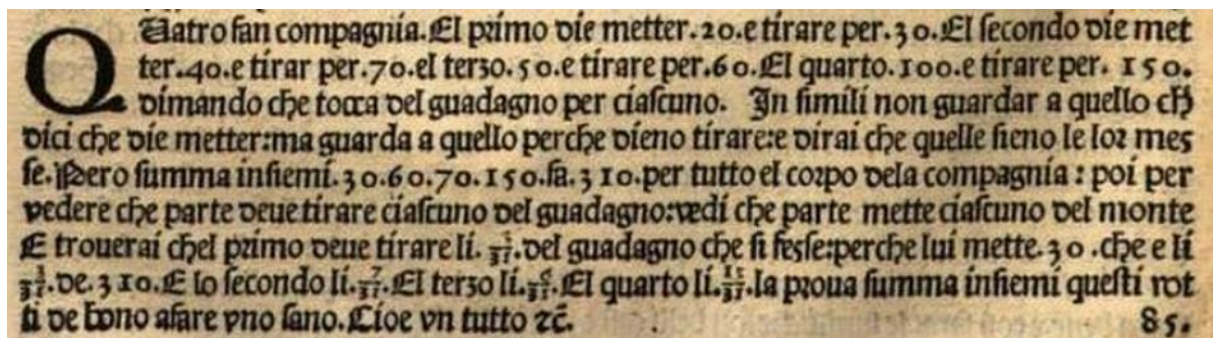 QUatro fan compagnia.El primo die metter.20.e tirare per.30.El ſecondo die met
ter.40.e tirar per.70.el terzo.50.e tirare per.60.El quarto.100.e tirare per. 150.
dimando che tocca del guadagno per ciaſcuno. In ſimili non guardar a quello ch̄
dici che die metter:ma guarda a quello perche dieno tirare:e dirai che quelle ſieno le lor meſ
ſe.Pero ſumma inſiemi.30.60.70.150.fa.310.per tutto el corpo dela compagnia : poi per
vedere che parte deue tirare ciaſcuno del guadagno:vedi che parte mette ciaſcuno del monte
E trouerai chel primo deue tirare li. 3/31.del guadagno che ſi feſſe:perche lui mette.30.che e li
3/31.de.310.E lo ſecondo li.7/31.El terzo li.6/31.El quarto li.15/31.la proua ſumma inſiemi queſti rot
ti de bono afare vno ſano.Cioe vn tutto ⁊c̄. 85.